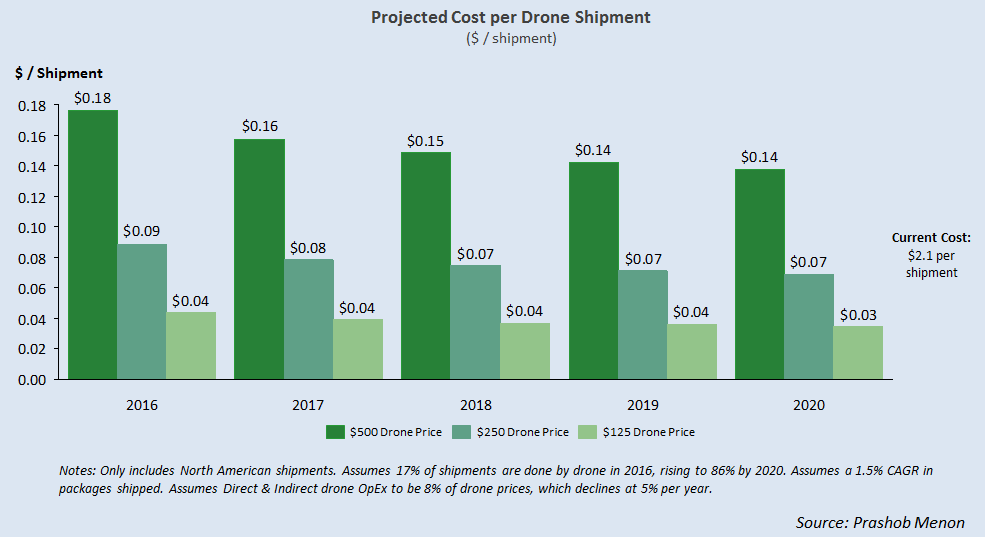 Projected Cost per Drone Shipment
($ / shipment)
$ / Shipment
$0.18
0.18
$0.16
0.16
$0.15
$0.14
$0.14
0.14
0.12
0.10
$0.09
$0.08
$0.07
$0.07
$0.07
0.08
0.06
$0.04
$0.04
$0.04
$0.04
$0.03
0.04
0.02
0.00
Current Cost:
$2.1 per
shipment
2016 2017 2018 2019 2020
$500 Drone Price $250 Drone Price $125 Drone Price
Notes: Only includes North American shipments. Assumes 17% of shipments are done by drone in 2016, rising to 86% by 2020. Assumes a 1.5% CAGR in
packages shipped. Assumes Direct & Indirect drone OpEx to be 8% of drone prices, which declines at 5% per year.
Source: Prashob Menon